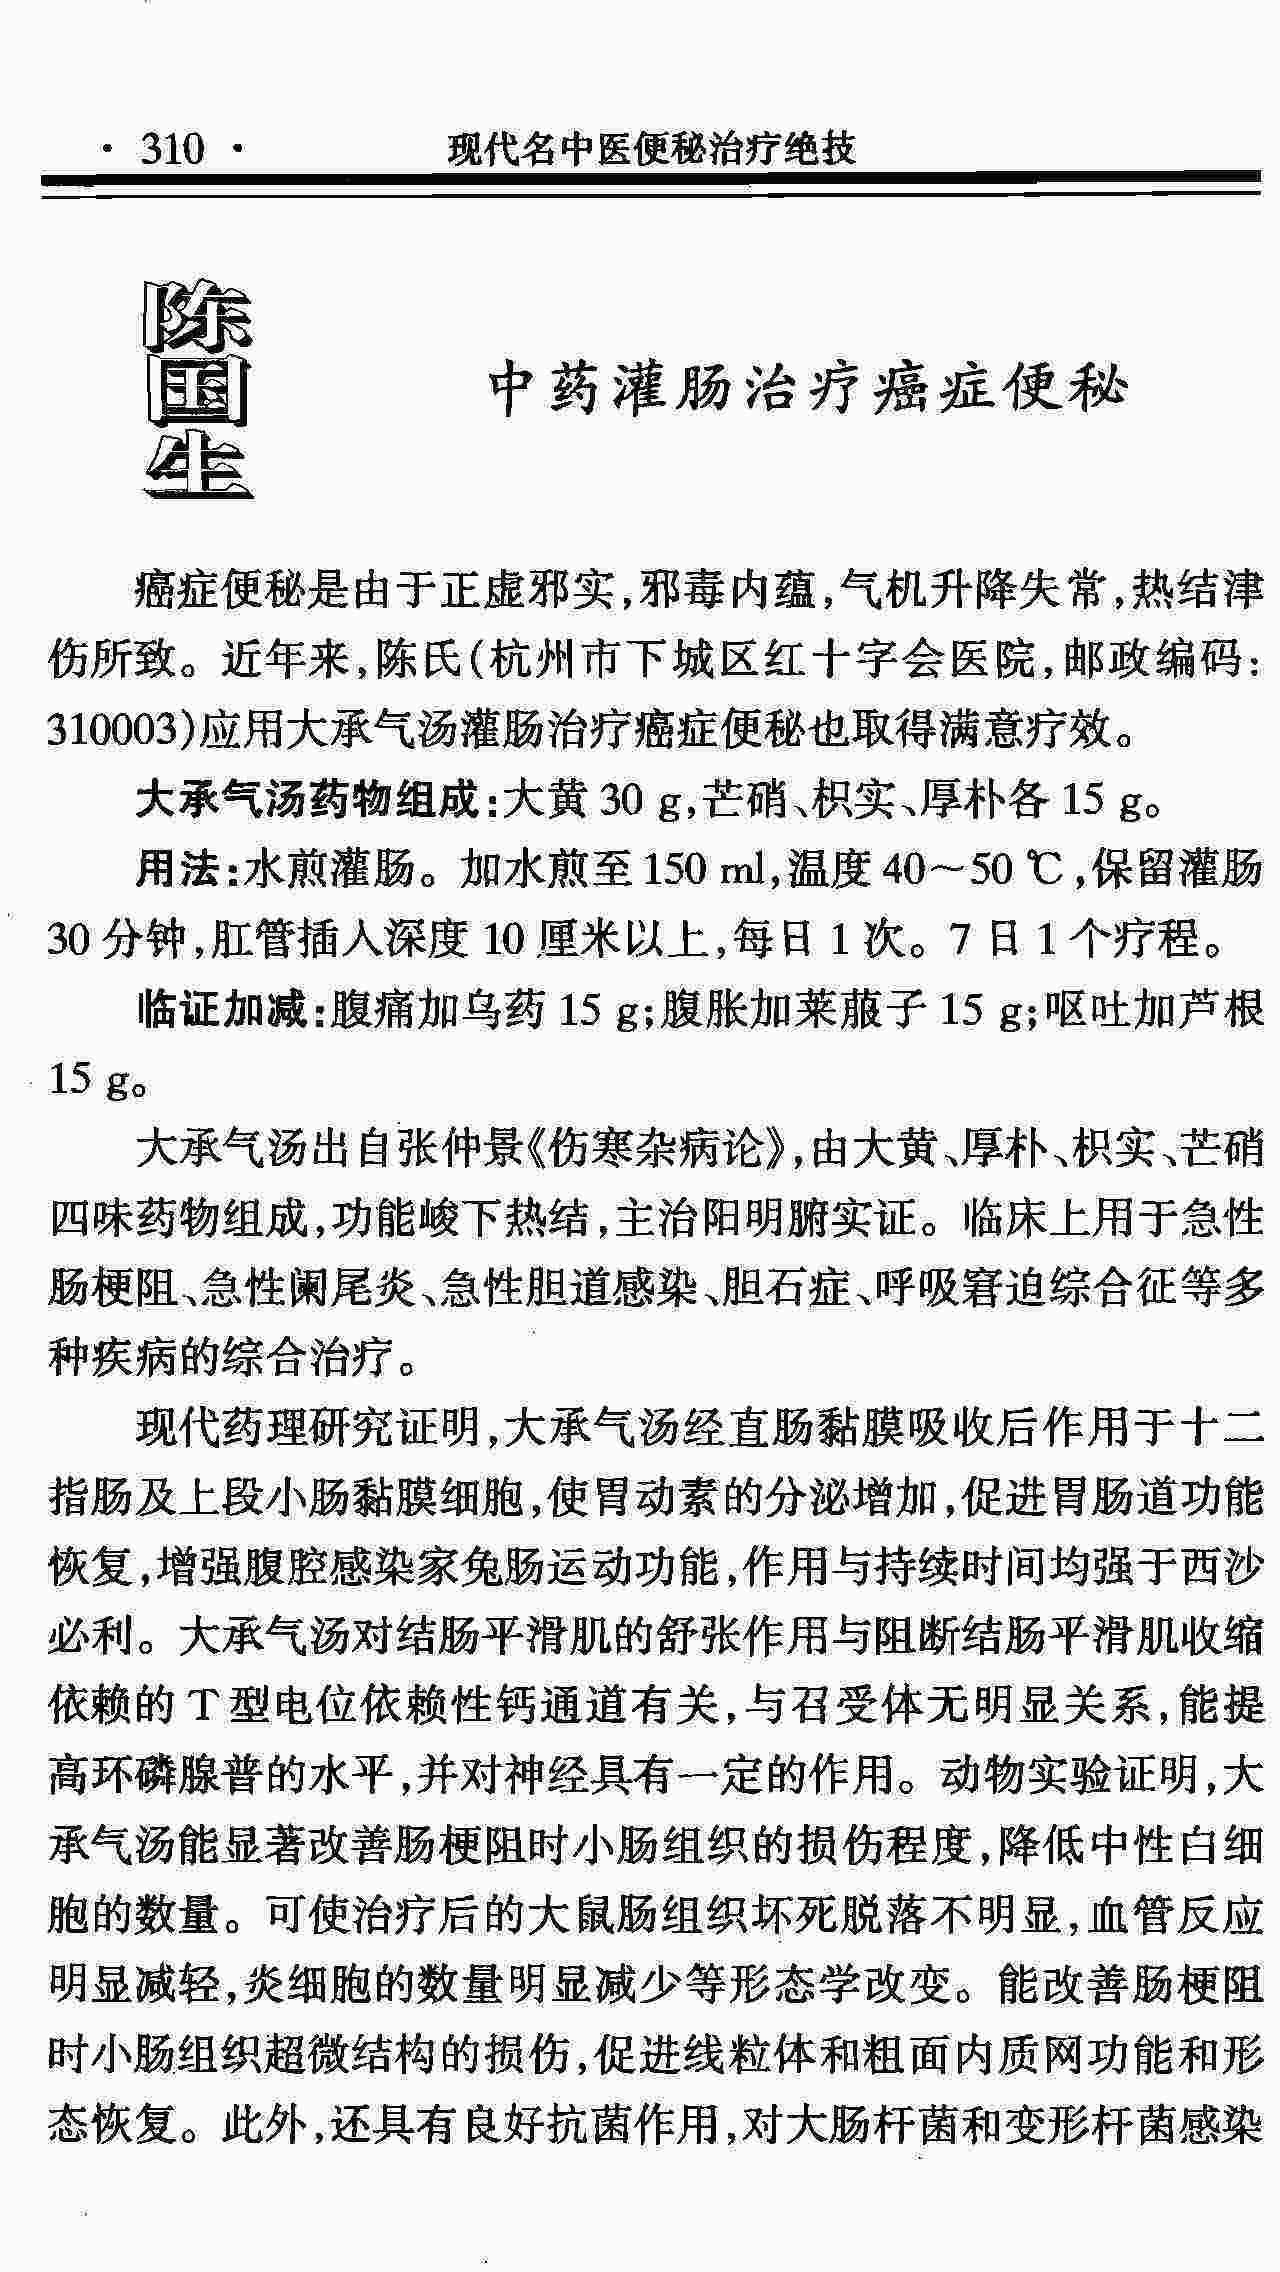 · 310 · 现代名中医便秘治疗绝技
陈国生
中药灌肠治疗癌症便秘
癌症便秘是由于正虚邪实,邪毒内蕴,气机升降失常,热结津
伤所致。近年来,陈氏(杭州市下城区红十字会医院,邮政编码:
310003)应用大承气汤灌肠治疗癌症便秘也取得满意疗效。
大承气汤药物组成:大黄 30 g,芒硝、枳实、厚朴各 15 g。
用法:水煎灌肠。加水煎至 150 ml,温度 40～50 ℃,保留灌肠
30 分钟,肛管插入深度 10 厘米以上,每日 1 次。7 日 1 个疗程。
临证加减:腹痛加乌药 15 g;腹胀加莱菔子 15 g;呕吐加芦根
15 g。
大承气汤出自张仲景《伤寒杂病论》,由大黄、厚朴、枳实、芒硝
四味药物组成,功能峻下热结,主治阳明腑实证。临床上用于急性
肠梗阻、急性阑尾炎、急性胆道感染、胆石症、呼吸窘迫综合征等多
种疾病的综合治疗。
现代药理研究证明,大承气汤经直肠黏膜吸收后作用于十二
指肠及上段小肠黏膜细胞,使胃动素的分泌增加,促进胃肠道功能
恢复,增强腹腔感染家兔肠运动功能,作用与持续时间均强于西沙
必利。大承气汤对结肠平滑肌的舒张作用与阻断结肠平滑肌收缩
依赖的 T 型电位依赖性钙通道有关,与召受体无明显关系,能提
高环磷腺普的水平,并对神经具有一定的作用。动物实验证明,大
承气汤能显著改善肠梗阻时小肠组织的损伤程度,降低中性白细
胞的数量。可使治疗后的大鼠肠组织坏死脱落不明显,血管反应
明显减轻,炎细胞的数量明显减少等形态学改变。能改善肠梗阻
时小肠组织超微结构的损伤,促进线粒体和粗面内质网功能和形
态恢复。此外,还具有良好抗菌作用,对大肠杆菌和变形杆菌感染